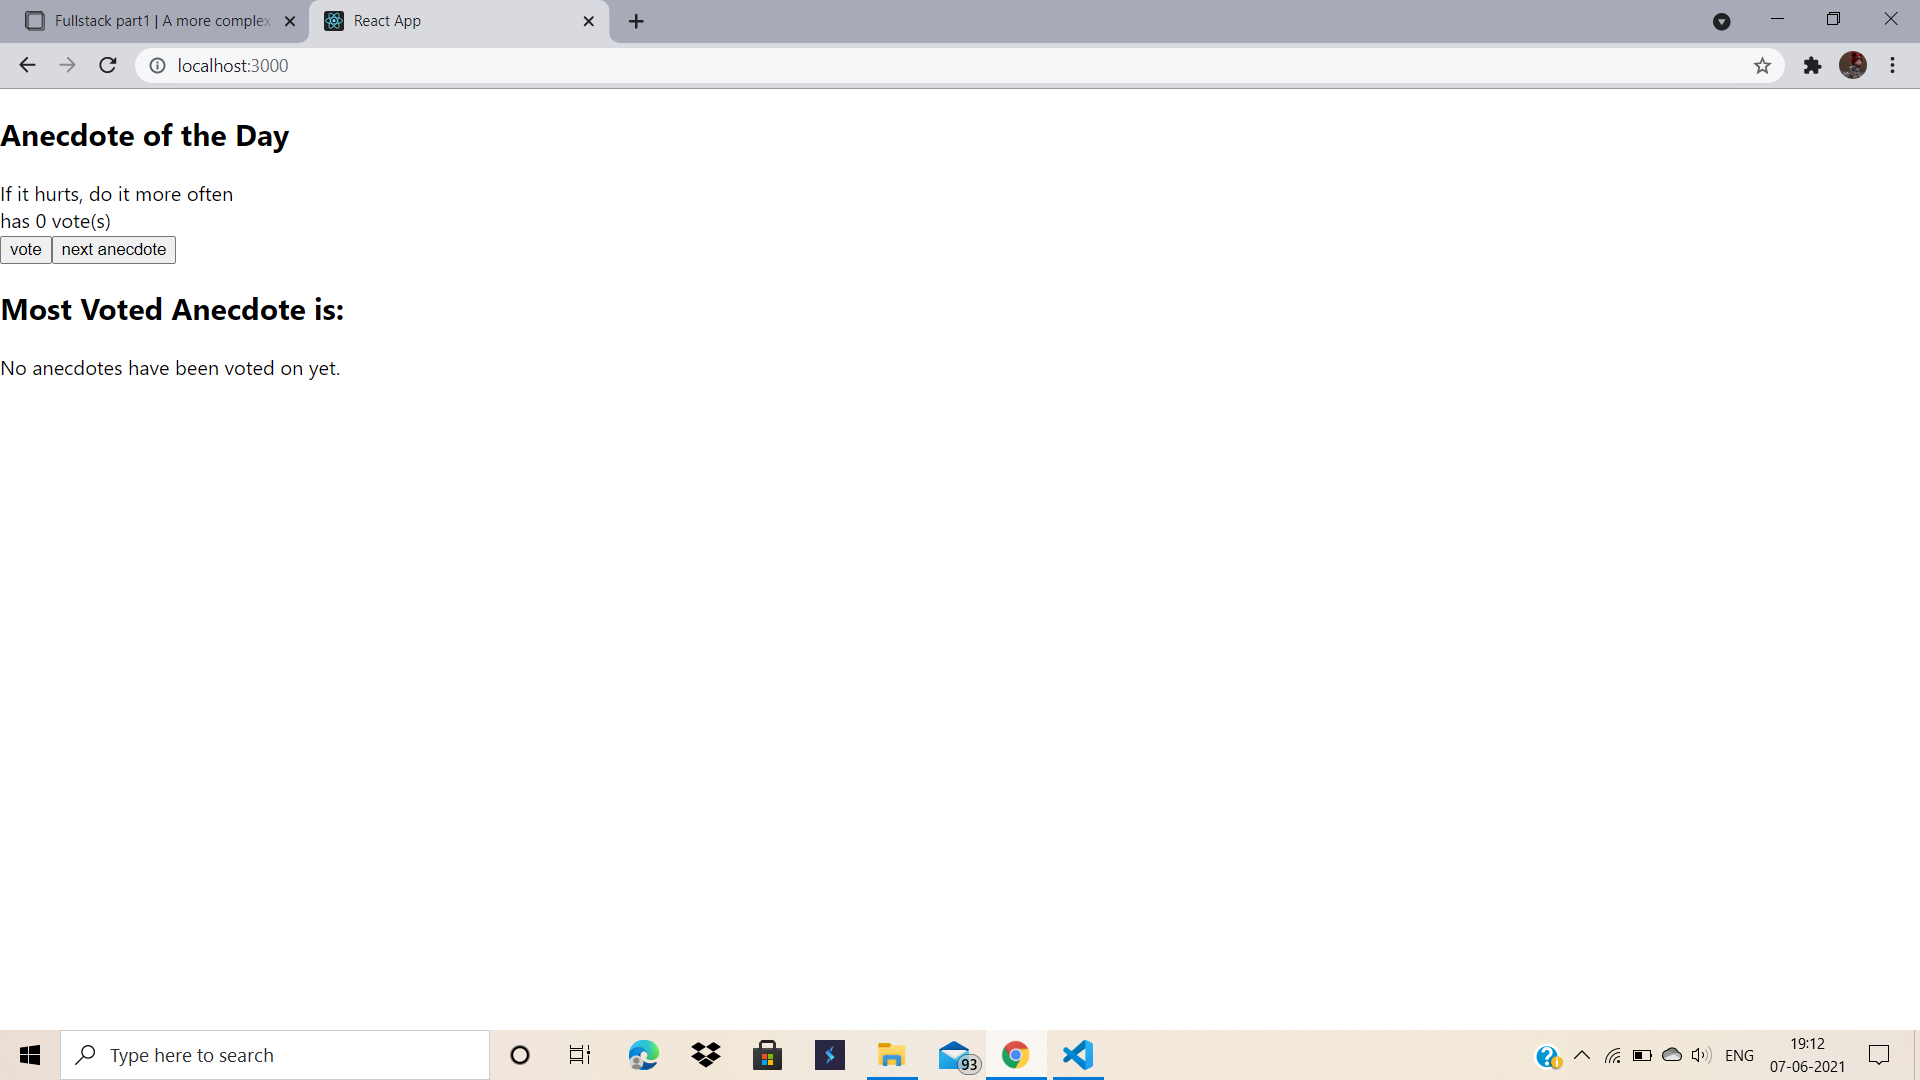 Fullstack part1 | A more complex
React App
localhost:3000
Anecdote of the Day
If it hurts, do it more often
has 0 vote(s)
vote next anecdote
Most Voted Anecdote is:
No anecdotes have been voted on yet.
Type here to search
93
ENG
19:12
07-06-2021